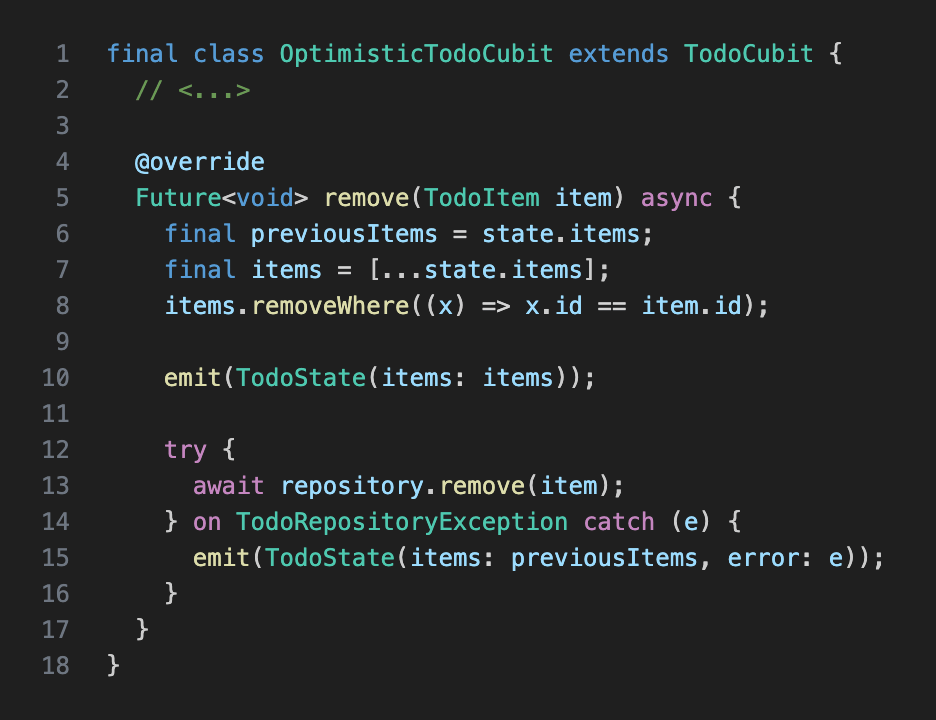 1 final class OptimisticTodoCubit extends TodoCubit {
2   // <...>
3
4   @override
5   Future<void> remove(TodoItem item) async {
6     final previousItems = state.items;
7     final items = [...state.items];
8     items.removeWhere((x) => x.id == item.id);
9
10     emit(TodoState(items: items));
11
12     try {
13       await repository.remove(item);
14     } on TodoRepositoryException catch (e) {
15       emit(TodoState(items: previousItems, error: e));
16     }
17   }
18 }